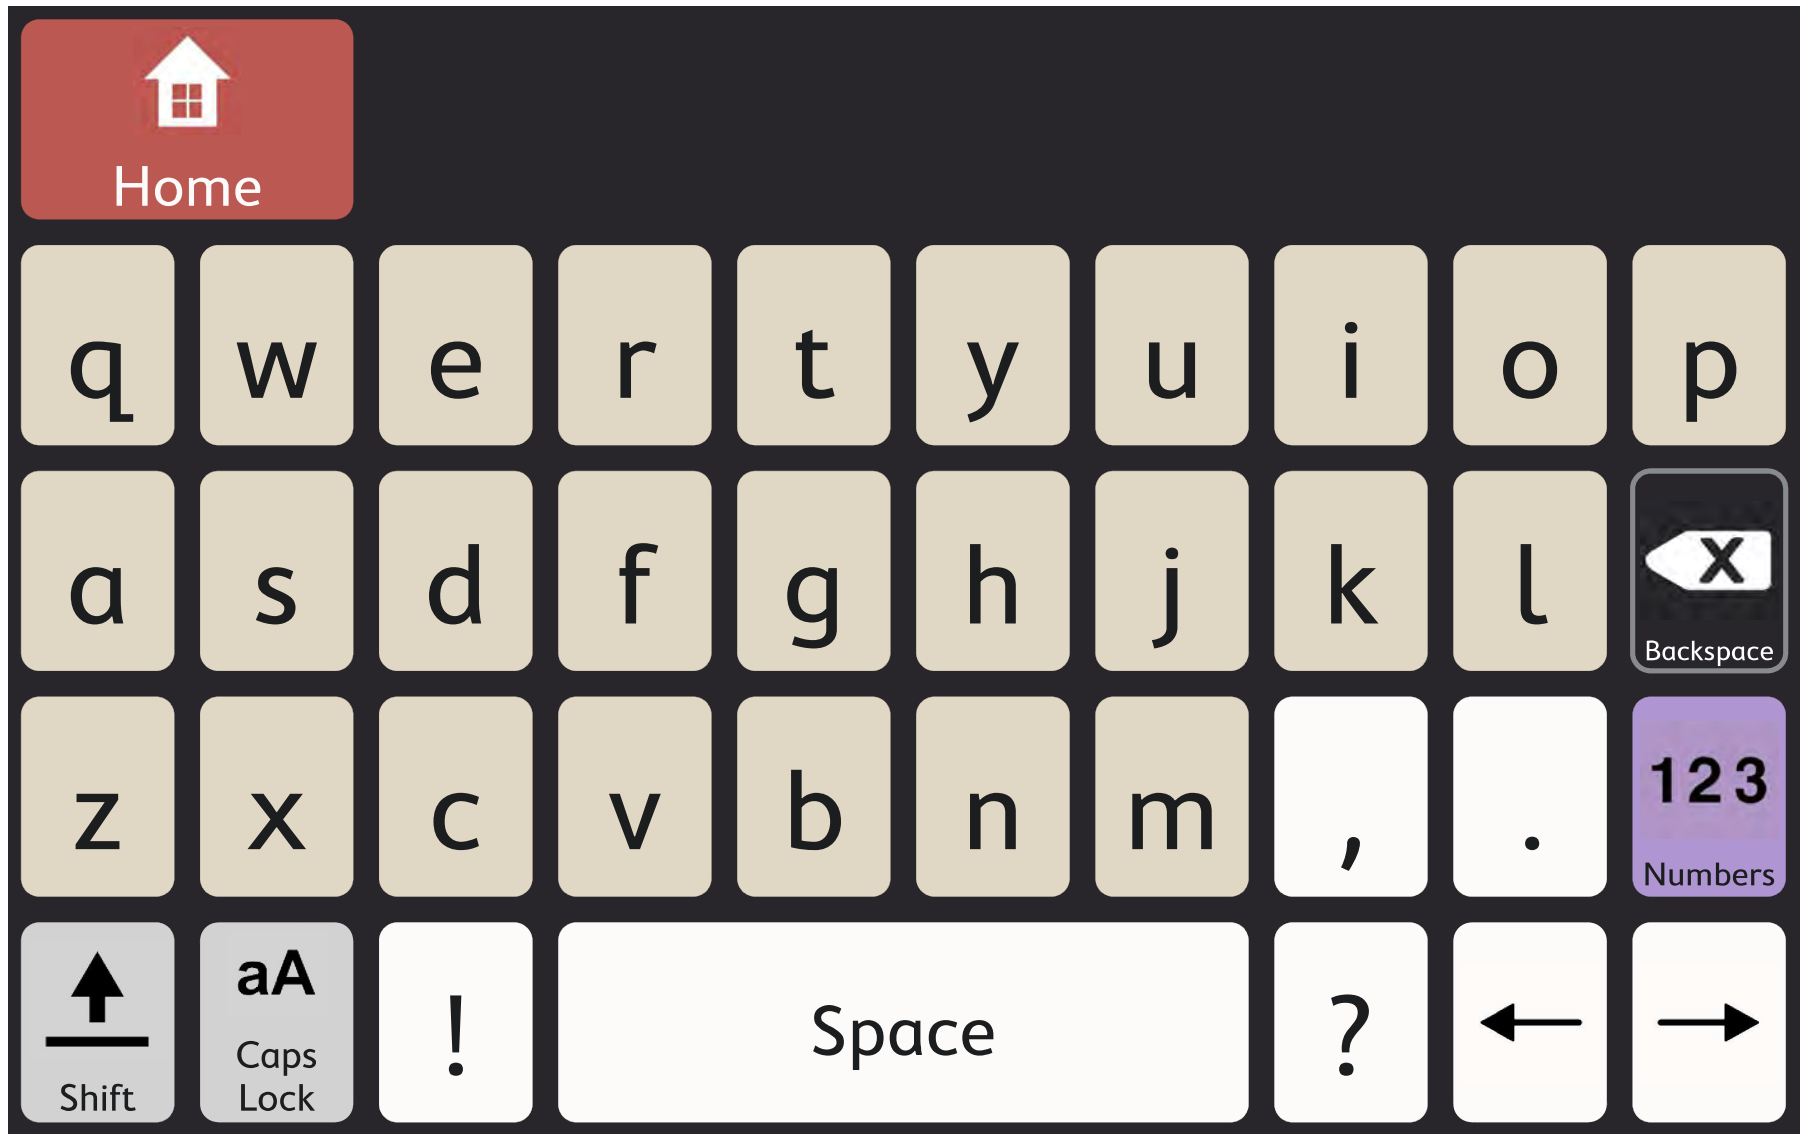 Home
q w e r t y u i o p
a s d f g h j k l X
Backspace
z x c v b n m , . 123
Numbers
Shift
aA
Caps
Lock
!
Space
?